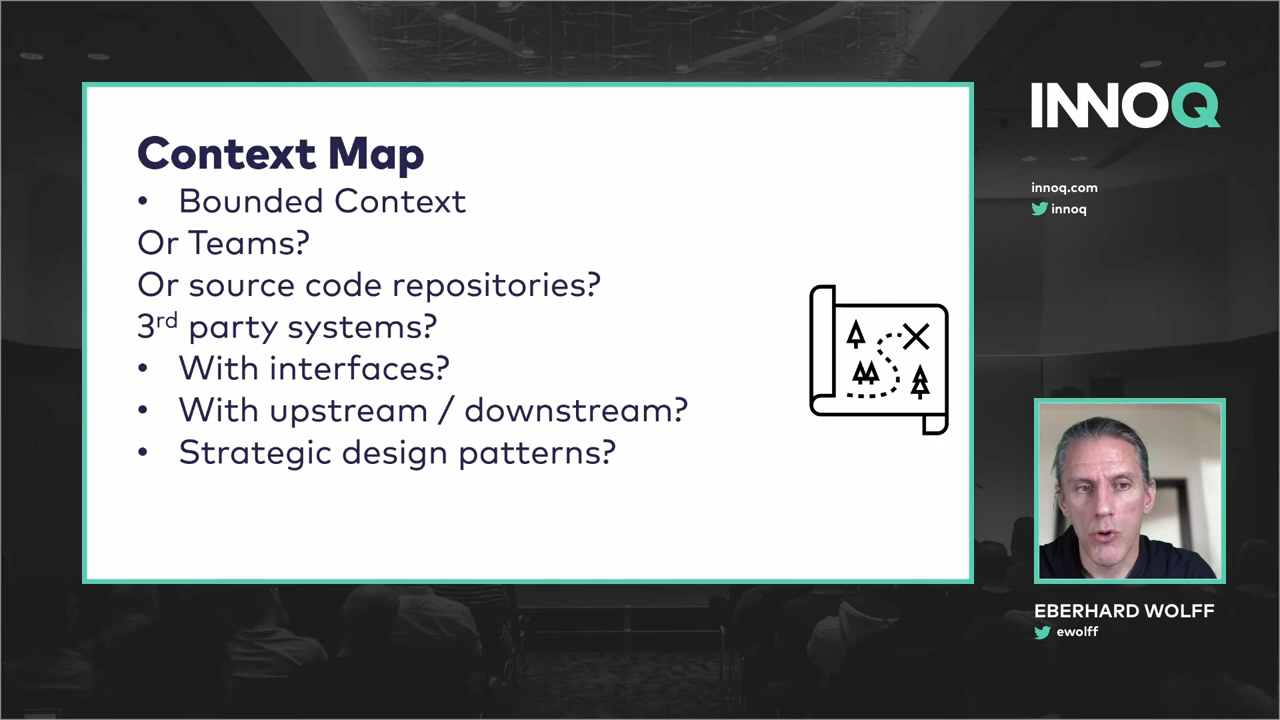 Context Map
• Bounded Context
Or Teams?
Or source code repositories?
3rd party systems?
• With interfaces?
• With upstream / downstream?
• Strategic design patterns?
INNOQ
innoq.com
innoq
EBERHARD WOLFF
ewolff